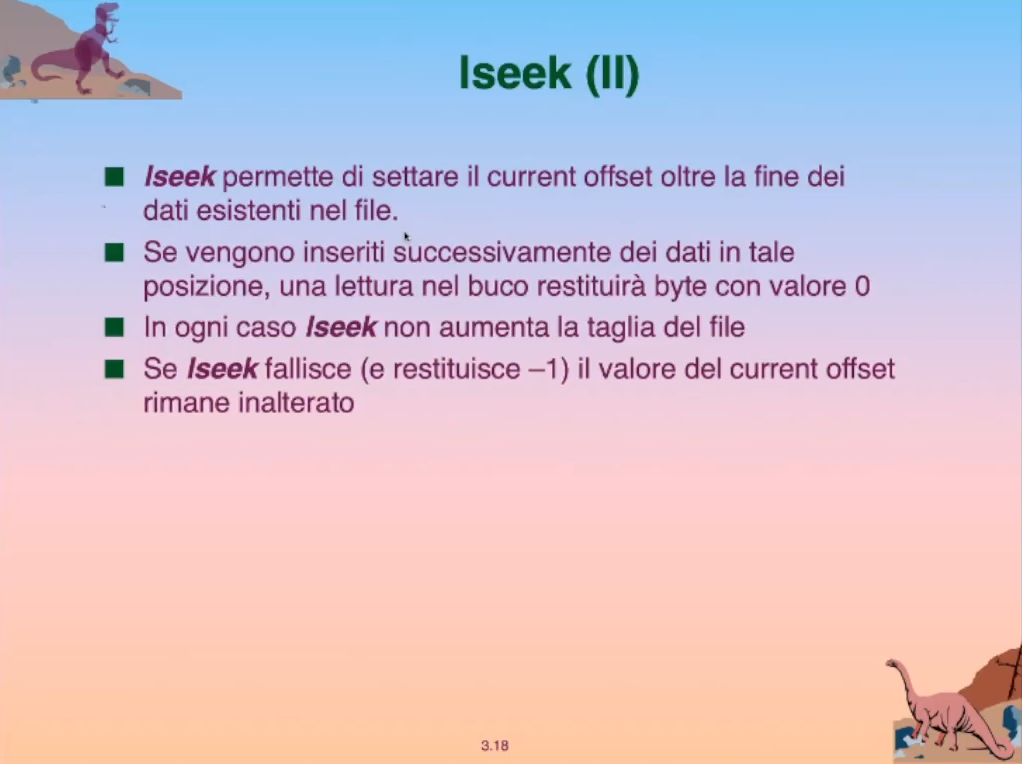 lseek (II)
lseek permette di settare il current offset oltre la fine dei
dati esistenti nel file.
Se vengono inseriti successivamente dei dati in tale
posizione, una lettura nel buco restituirà byte con valore 0
In ogni caso lseek non aumenta la taglia del file
Se lseek fallisce (e restituisce –1) il valore del current offset
rimane inalterato
3.18